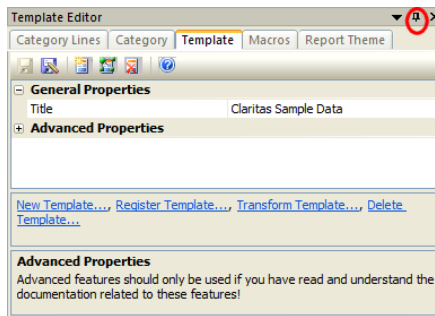 Template Editor
Category Lines Category Template Macros Report Theme
General Properties
Title Claritas Sample Data
Advanced Properties
New Template..., Register Template..., Transform Template..., Delete
Template...
Advanced Properties
Advanced features should only be used if you have read and understand the
documentation related to these features!